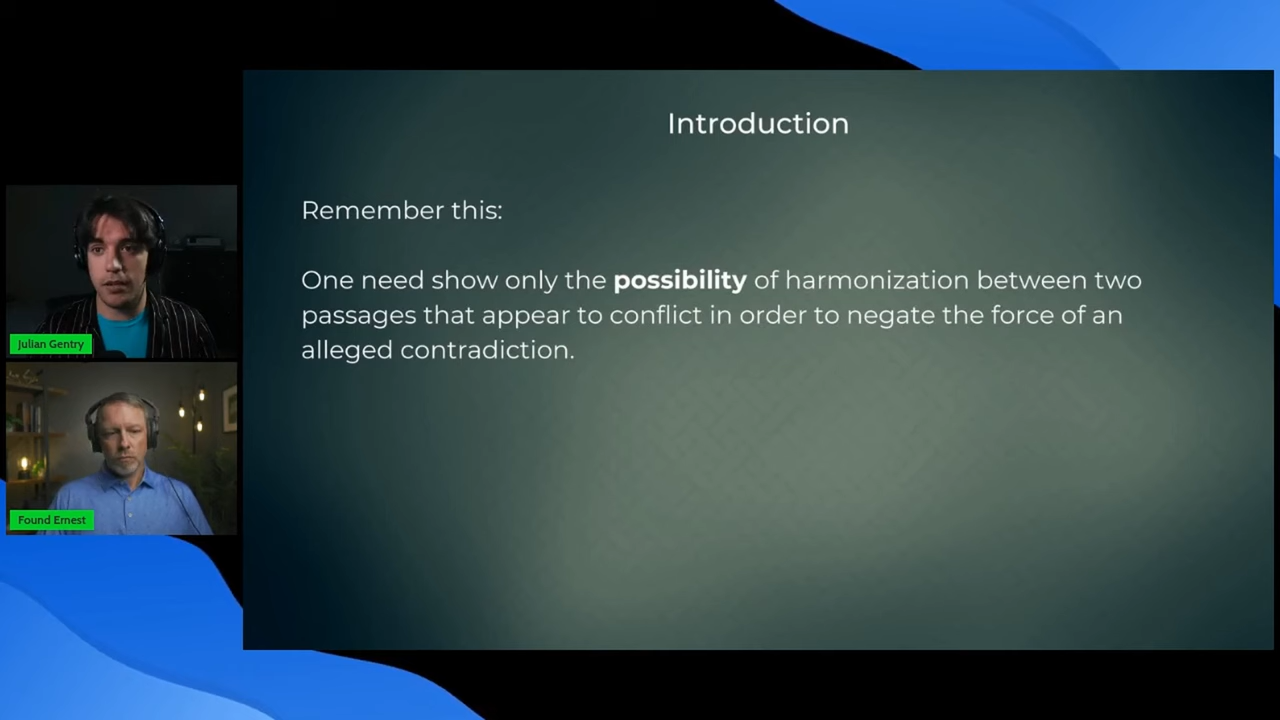 Introduction
Remember this:
One need show only the possibility of harmonization between two
passages that appear to conflict in order to negate the force of an
alleged contradiction.
Julian Gentry
Found Ernest